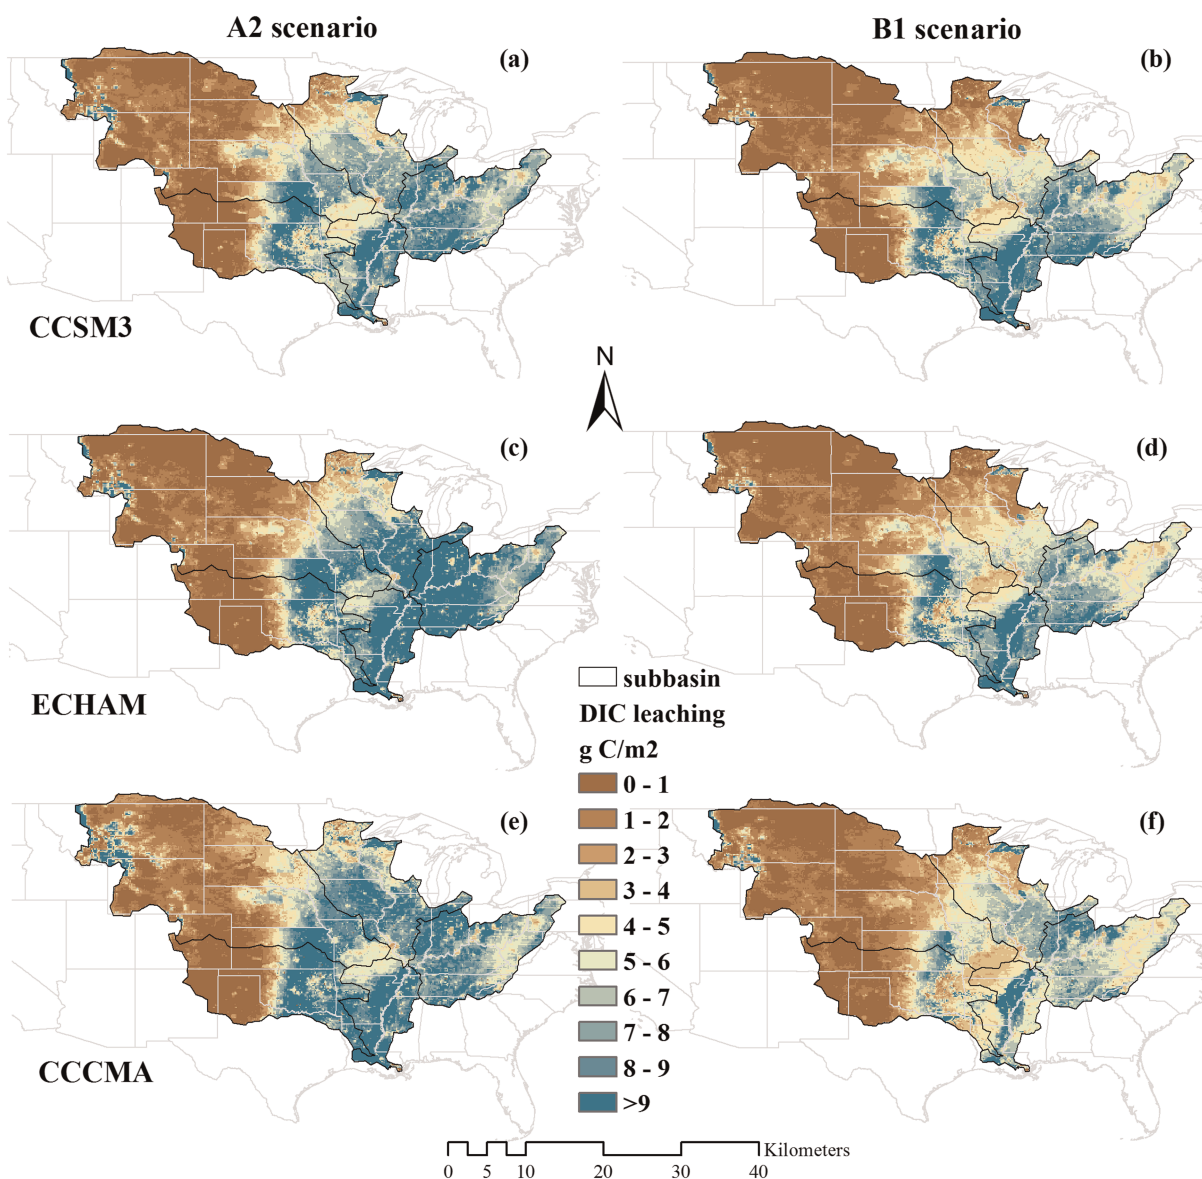 A2 scenario
B1 scenario
(a)
(b)
CCSM3
N
(c)
(d)
ECHAM
subbasin
DIC leaching
g C/m2
0 - 1
1 - 2
2 - 3
3 - 4
4 - 5
5 - 6
6 - 7
7 - 8
8 - 9
>9
(e)
(f)
CCCMA
Kilometers
0 5 10 20 30 40